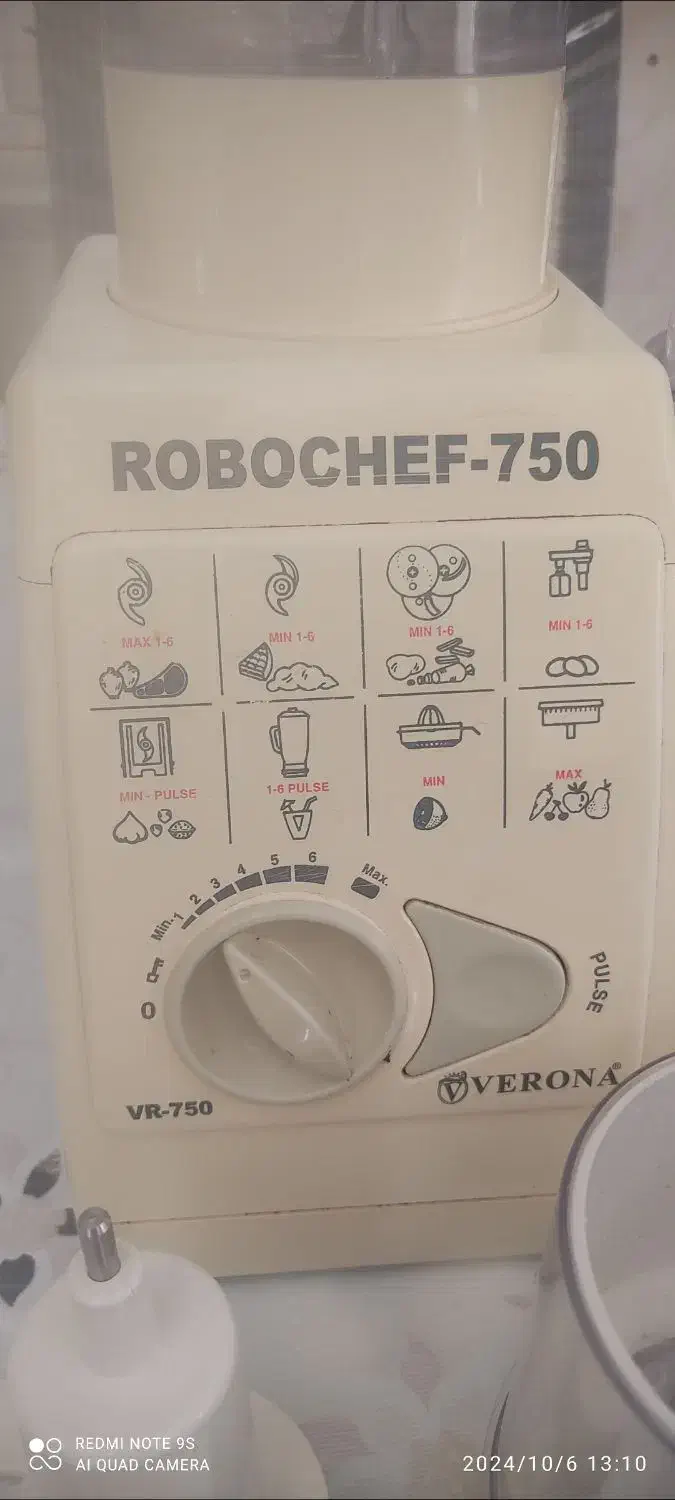 ROBOCHEF-750
MAX 1-6
MIN 1-6
MIN 1-6
MIN 1-6
MIN - PULSE
1-6 PULSE
MIN
MAX
0
Min.
1
2
3
4
5
6
Max.
PULSE
VERONA®
VR-750
REDMI NOTE 9S
AI QUAD CAMERA
2024/10/6 13:10